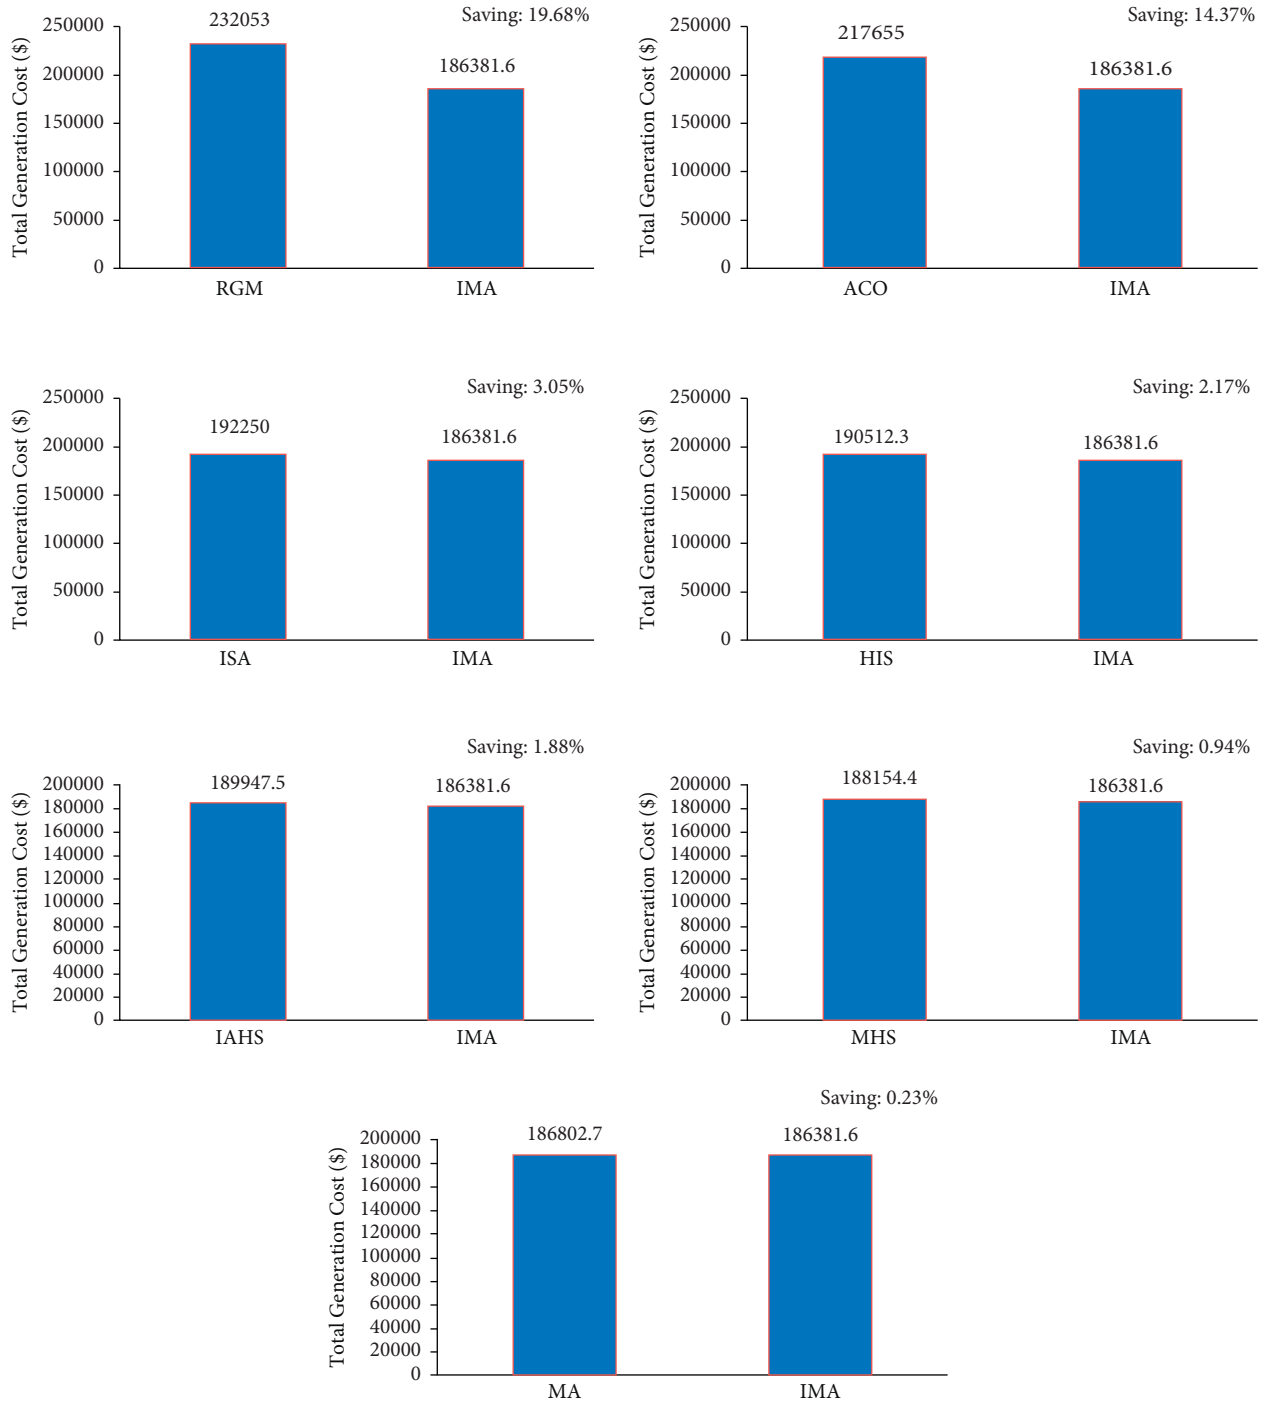 Saving: 19.68%
Total Generation Cost ($)
250000
200000
150000
100000
50000
0
232053
186381.6
RGM
IMA
Saving: 14.37%
Total Generation Cost ($)
250000
200000
150000
100000
50000
0
217655
186381.6
ACO
IMA
Saving: 3.05%
Total Generation Cost ($)
250000
200000
150000
100000
50000
0
192250
186381.6
ISA
IMA
Saving: 2.17%
Total Generation Cost ($)
250000
200000
150000
100000
50000
0
190512.3
186381.6
HIS
IMA
Saving: 1.88%
Total Generation Cost ($)
200000
180000
160000
140000
120000
100000
80000
60000
40000
20000
0
189947.5
186381.6
IAHS
IMA
Saving: 0.94%
Total Generation Cost ($)
200000
180000
160000
140000
120000
100000
80000
60000
40000
20000
0
188154.4
186381.6
MHS
IMA
Saving: 0.23%
Total Generation Cost ($)
200000
180000
160000
140000
120000
100000
80000
60000
40000
20000
0
186802.7
186381.6
MA
IMA